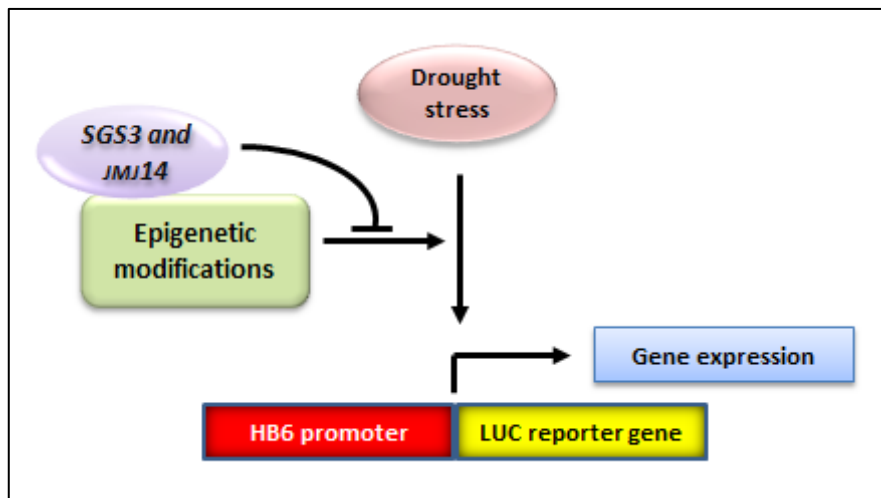 Drought
stress
SGS3 and
JMJ14
Epigenetic
modifications
Gene expression
HB6 promoter
LUC reporter gene